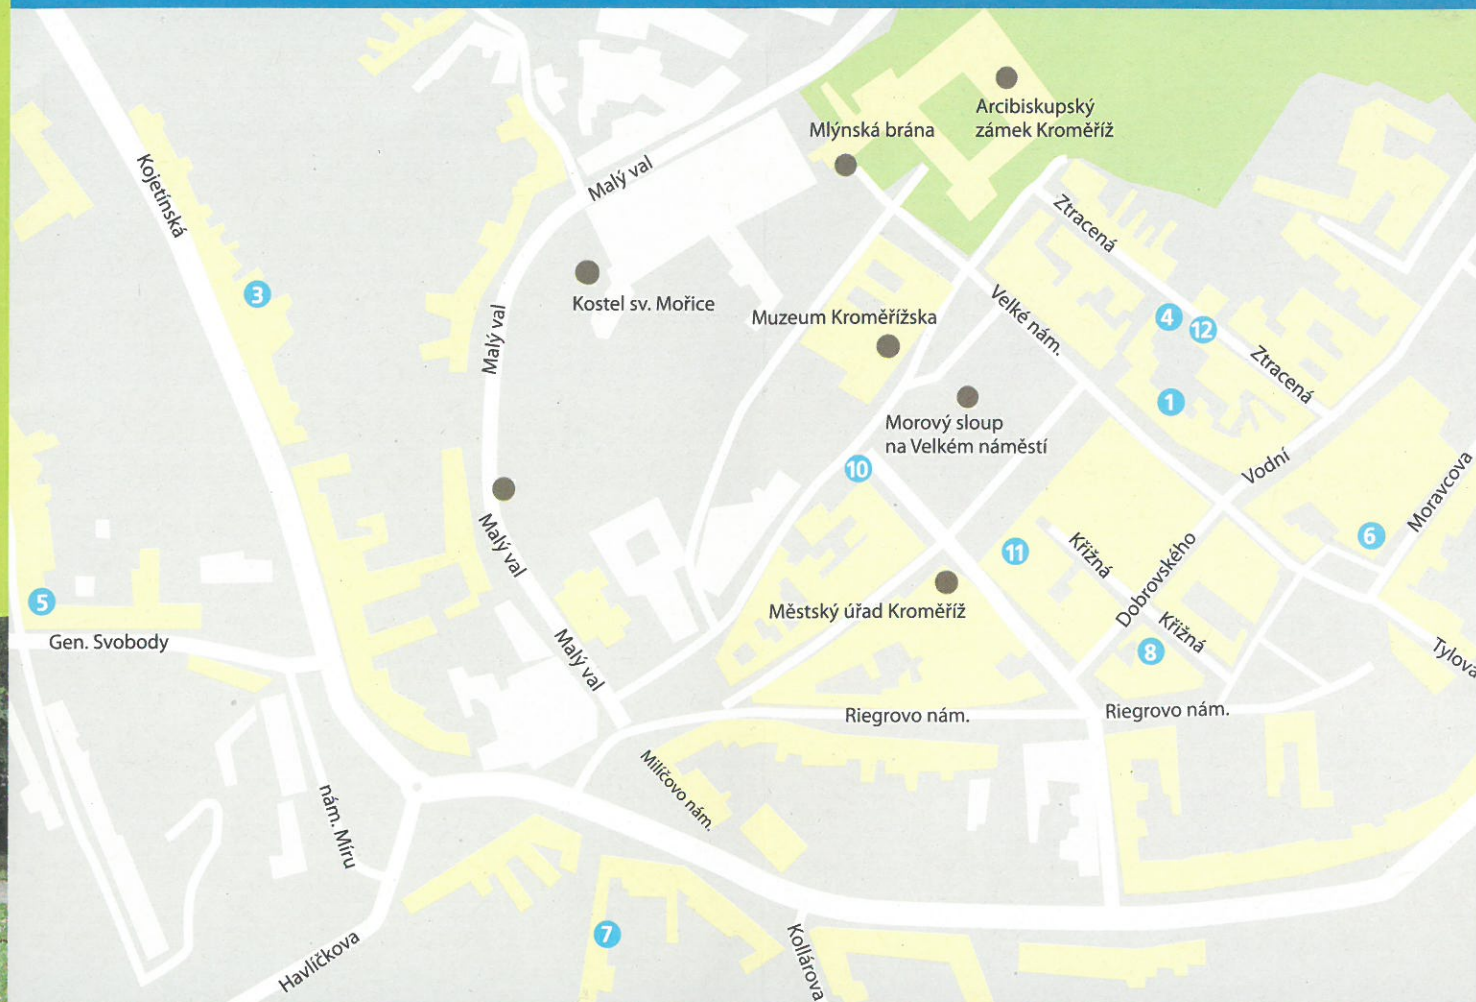 Arcibiskupský
zámek Kroměříž
Mlýnská brána
Malý val
Kojetínská
Ztracená
3
Kostel sv. Mořice
Muzeum Kroměřížska
Velké nám.
4
12
Malý val
Ztracená
1
Morový sloup
na Velkém náměstí
10
Vodní
Moravcova
Malý val
6
11
Křižná
Dobrovského
5
Městský úřad Kroměříž
Gen. Svobody
Malý val
Křižná
8
Tylova
Riegrovo nám.
Riegrovo nám.
Milíčovo nám.
nám. Míru
7
Havlíčkova
Kollárova